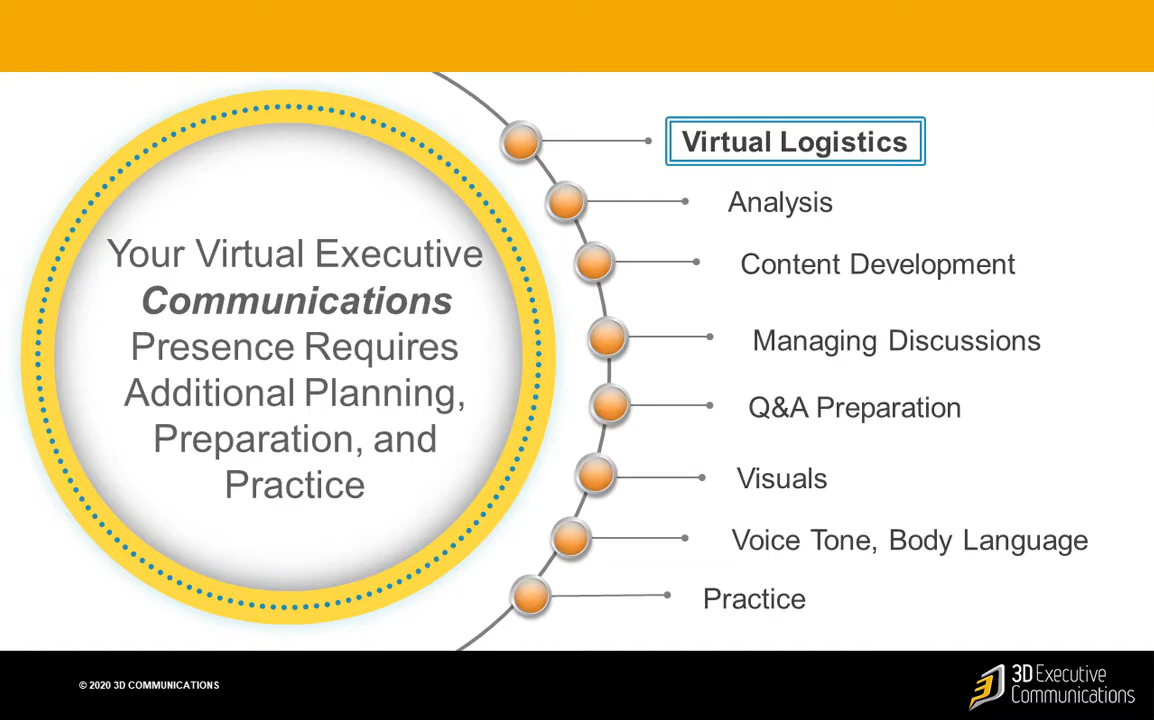 Your Virtual Executive
Communications
Presence Requires
Additional Planning,
Preparation, and
Practice
Virtual Logistics
Analysis
Content Development
Managing Discussions
Q&A Preparation
Visuals
Voice Tone, Body Language
Practice
© 2020 3D COMMUNICATIONS
3D Executive
Communications